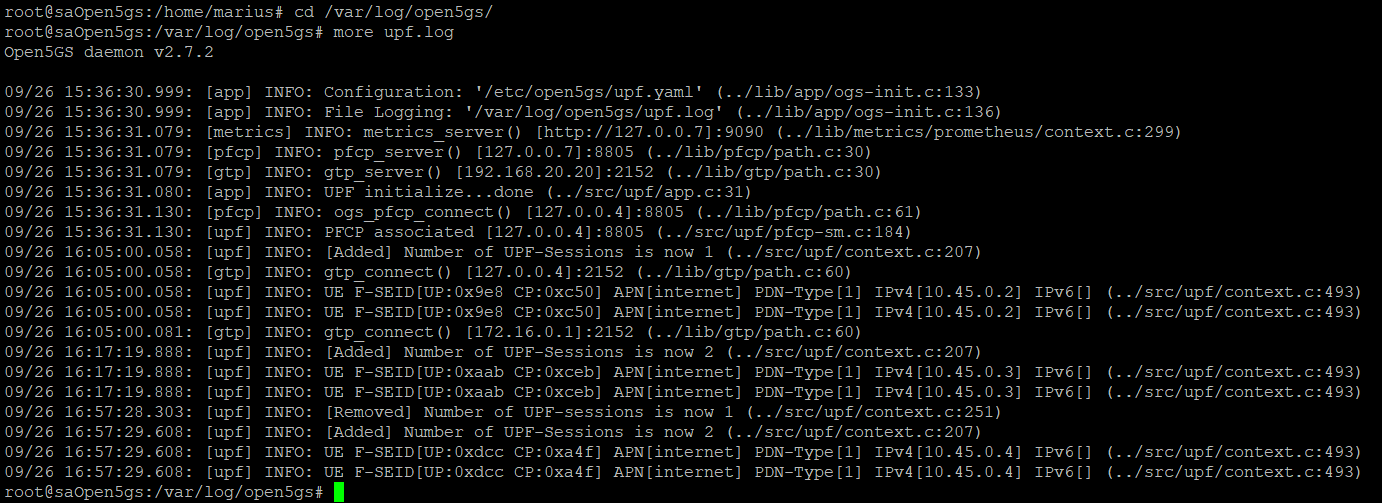 root@saOpen5gs:/home/marius# cd /var/log/open5gs/
root@saOpen5gs:/var/log/open5gs# more upf.log
Open5GS daemon v2.7.2

09/26 15:36:30.999: [app] INFO: Configuration: '/etc/open5gs/upf.yaml' (../lib/app/ogs-init.c:133)
09/26 15:36:30.999: [app] INFO: File Logging: '/var/log/open5gs/upf.log' (../lib/app/ogs-init.c:136)
09/26 15:36:31.079: [metrics] INFO: metrics_server() [http://127.0.0.7]:9090 (../lib/metrics/prometheus/context.c:299)
09/26 15:36:31.079: [pfcp] INFO: pfcp_server() [127.0.0.7]:8805 (../lib/pfcp/path.c:30)
09/26 15:36:31.079: [gtp] INFO: gtp_server() [192.168.20.20]:2152 (../lib/gtp/path.c:30)
09/26 15:36:31.080: [app] INFO: UPF initialize...done (../src/upf/app.c:31)
09/26 15:36:31.130: [pfcp] INFO: ogs_pfcp_connect() [127.0.0.4]:8805 (../lib/pfcp/path.c:61)
09/26 15:36:31.130: [upf] INFO: PFCP associated [127.0.0.4]:8805 (../src/upf/pfcp-sm.c:184)
09/26 16:05:00.058: [upf] INFO: [Added] Number of UPF-Sessions is now 1 (../src/upf/context.c:207)
09/26 16:05:00.058: [gtp] INFO: gtp_connect() [127.0.0.4]:2152 (../lib/gtp/path.c:60)
09/26 16:05:00.058: [upf] INFO: UE F-SEID[UP:0x9e8 CP:0xc50] APN[internet] PDN-Type[1] IPv4[10.45.0.2] IPv6[] (../src/upf/context.c:493)
09/26 16:05:00.058: [upf] INFO: UE F-SEID[UP:0x9e8 CP:0xc50] APN[internet] PDN-Type[1] IPv4[10.45.0.2] IPv6[] (../src/upf/context.c:493)
09/26 16:05:00.081: [gtp] INFO: gtp_connect() [172.16.0.1]:2152 (../lib/gtp/path.c:60)
09/26 16:17:19.888: [upf] INFO: [Added] Number of UPF-Sessions is now 2 (../src/upf/context.c:207)
09/26 16:17:19.888: [upf] INFO: UE F-SEID[UP:0xaab CP:0xceb] APN[internet] PDN-Type[1] IPv4[10.45.0.3] IPv6[] (../src/upf/context.c:493)
09/26 16:17:19.888: [upf] INFO: UE F-SEID[UP:0xaab CP:0xceb] APN[internet] PDN-Type[1] IPv4[10.45.0.3] IPv6[] (../src/upf/context.c:493)
09/26 16:57:28.303: [upf] INFO: [Removed] Number of UPF-sessions is now 1 (../src/upf/context.c:251)
09/26 16:57:29.608: [upf] INFO: [Added] Number of UPF-Sessions is now 2 (../src/upf/context.c:207)
09/26 16:57:29.608: [upf] INFO: UE F-SEID[UP:0xdcc CP:0xa4f] APN[internet] PDN-Type[1] IPv4[10.45.0.4] IPv6[] (../src/upf/context.c:493)
09/26 16:57:29.608: [upf] INFO: UE F-SEID[UP:0xdcc CP:0xa4f] APN[internet] PDN-Type[1] IPv4[10.45.0.4] IPv6[] (../src/upf/context.c:493)
root@saOpen5gs:/var/log/open5gs#